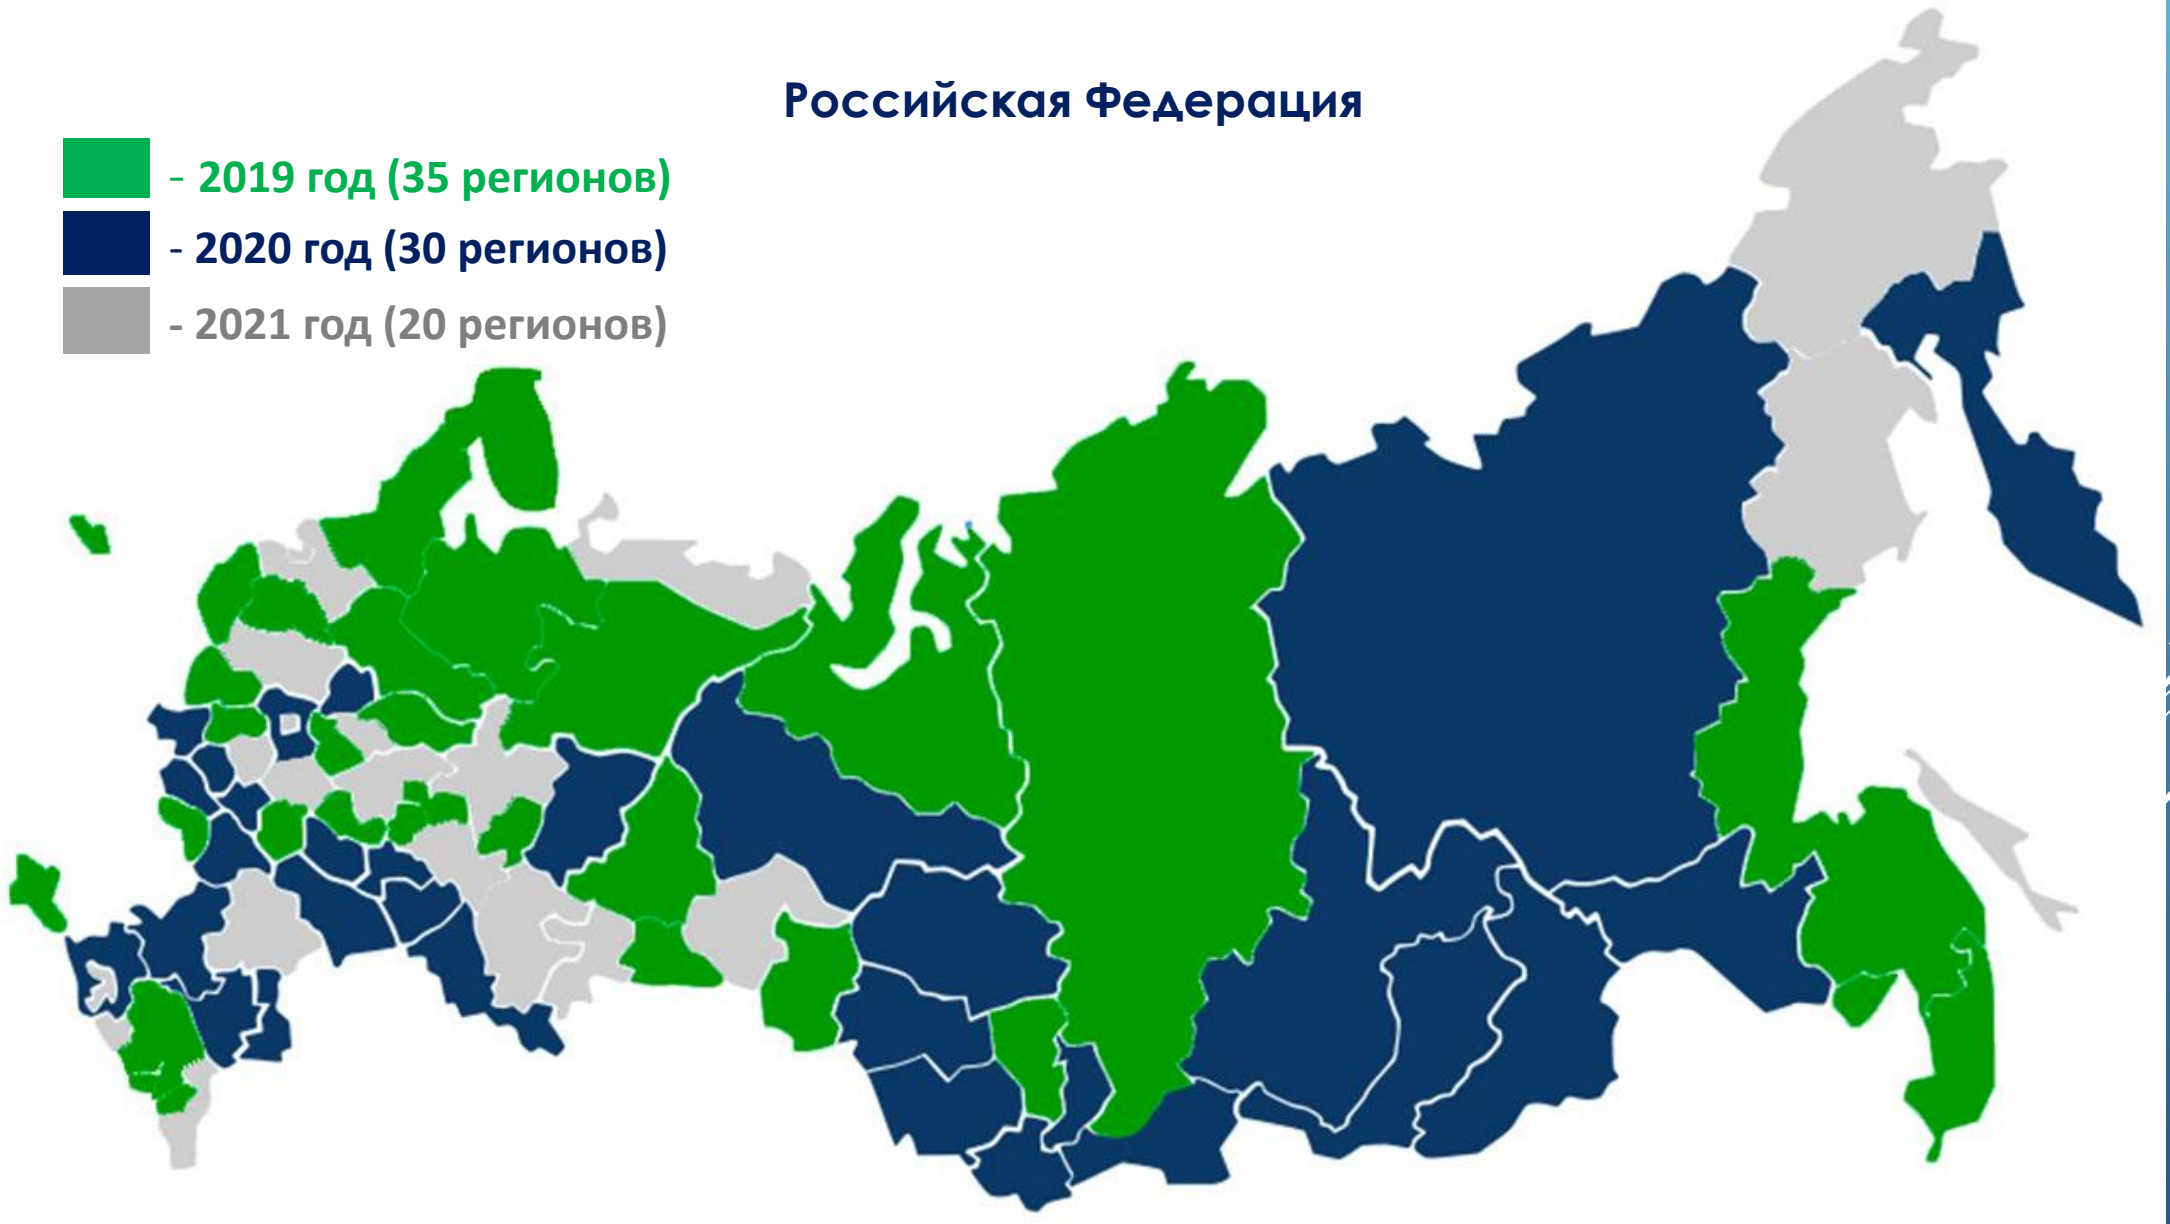 Российская Федерация
- 2019 год (35 регионов)
- 2020 год (30 регионов)
- 2021 год (20 регионов)